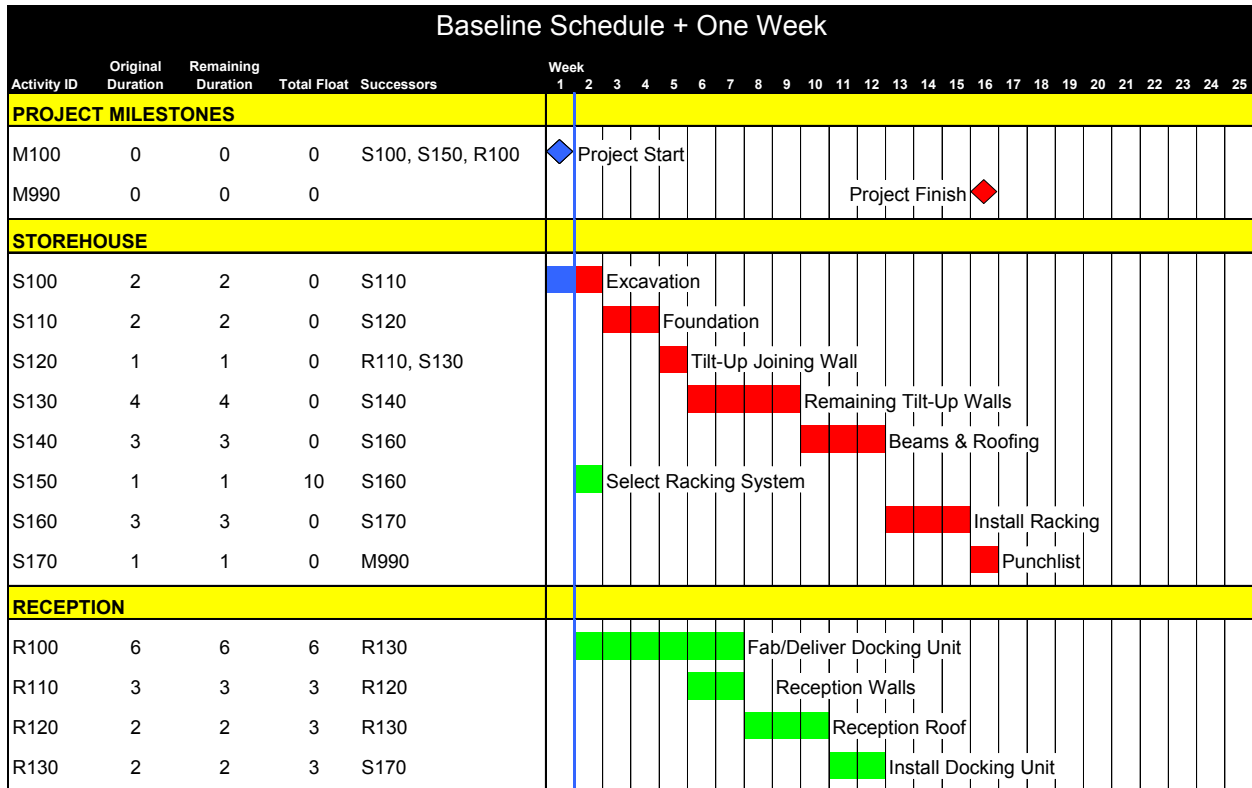 Baseline Schedule + One Week
Activity ID Original Duration Remaining Duration Total Float Successors Week
1 2 3 4 5 6 7 8 9 10 11 12 13 14 15 16 17 18 19 20 21 22 23 24 25
PROJECT MILESTONES
M100 0 0 0 S100, S150, R100 Project Start
M990 0 0 0 Project Finish
STOREHOUSE
S100 2 2 0 S110 Excavation
S110 2 2 0 S120 Foundation
S120 1 1 0 R110, S130 Tilt-Up Joining Wall
S130 4 4 0 S140 Remaining Tilt-Up Walls
S140 3 3 0 S160 Beams & Roofing
S150 1 1 10 S160 Select Racking System
S160 3 3 0 S170 Install Racking
S170 1 1 0 M990 Punchlist
RECEPTION
R100 6 6 6 R130 Fab/Deliver Docking Unit
R110 3 3 3 R120 Reception Walls
R120 2 2 3 R130 Reception Roof
R130 2 2 3 S170 Install Docking Unit